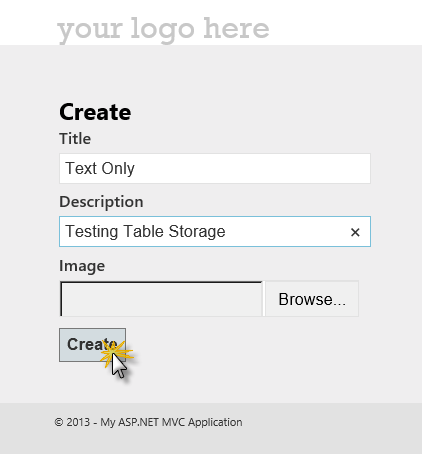 your logo here
Create
Title
Text Only
Description
Testing Table Storage ×
Image
Browse...
Create
© 2013 - My ASP.NET MVC Application